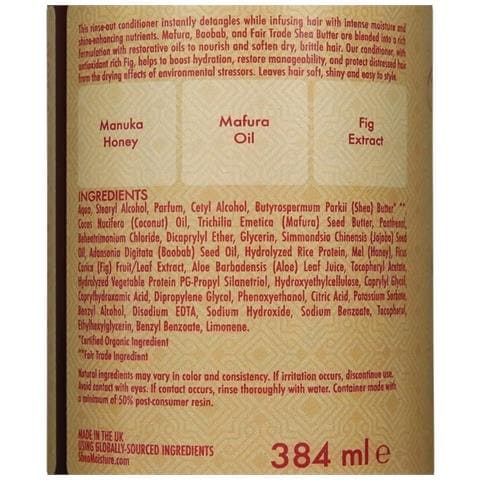 This rinse-out conditioner instantly detangles while infusing hair with intense moisture and
shine-enhancing nutrients. Mafura, Baobab, and Fair Trade Shea Butter are blended into a rich
formulation with restorative oils to nourish and soften dry, brittle hair. Our conditioner, with
antioxidant rich Fig, helps to boost hydration, restore manageability, and protect distressed hair
from the drying effects of environmental stressors. Leaves hair soft, shiny and easy to style.
Manuka Honey
Mafura Oil
Fig Extract
INGREDIENTS
Aqua, Stearyl Alcohol, Parfum, Cetyl Alcohol, Butyrospermum Parkii (Shea) Butter* **
Cocos Nucifera (Coconut) Oil, Trichilia Emetica (Mafura) Seed Butter, Panthenol,
Behentrimonium Chloride, Dicaprylyl Ether, Glycerin, Simmondsia Chinensis (Jojoba) Seed
Oil, Adansonia Digitata (Baobab) Seed Oil, Hydrolyzed Rice Protein, Mel (Honey), Ficus
Carica (Fig) Fruit/Leaf Extract, Aloe Barbadensis (Aloe) Leaf Juice, Tocopheryl Acetate,
Hydrolyzed Vegetable Protein PG-Propyl Silanetriol, Hydroxyethylcellulose, Caprylyl Glycol,
Caprylhydroxamic Acid, Dipropylene Glycol, Phenoxyethanol, Citric Acid, Potassium Sorbate,
Benzyl Alcohol, Disodium EDTA, Sodium Hydroxide, Sodium Benzoate, Tocopherol,
Ethylhexylglycerin, Benzyl Benzoate, Limonene.
*Certified Organic Ingredient
**Fair Trade Ingredient
Natural ingredients may vary in color and consistency. If irritation occurs, discontinue use.
Avoid contact with eyes. If contact occurs, rinse thoroughly with water. Container made with
a minimum of 50% post-consumer resin.
MADE IN THE UK
USING GLOBALLY-SOURCED INGREDIENTS
SheaMoisture.com
384 ml e